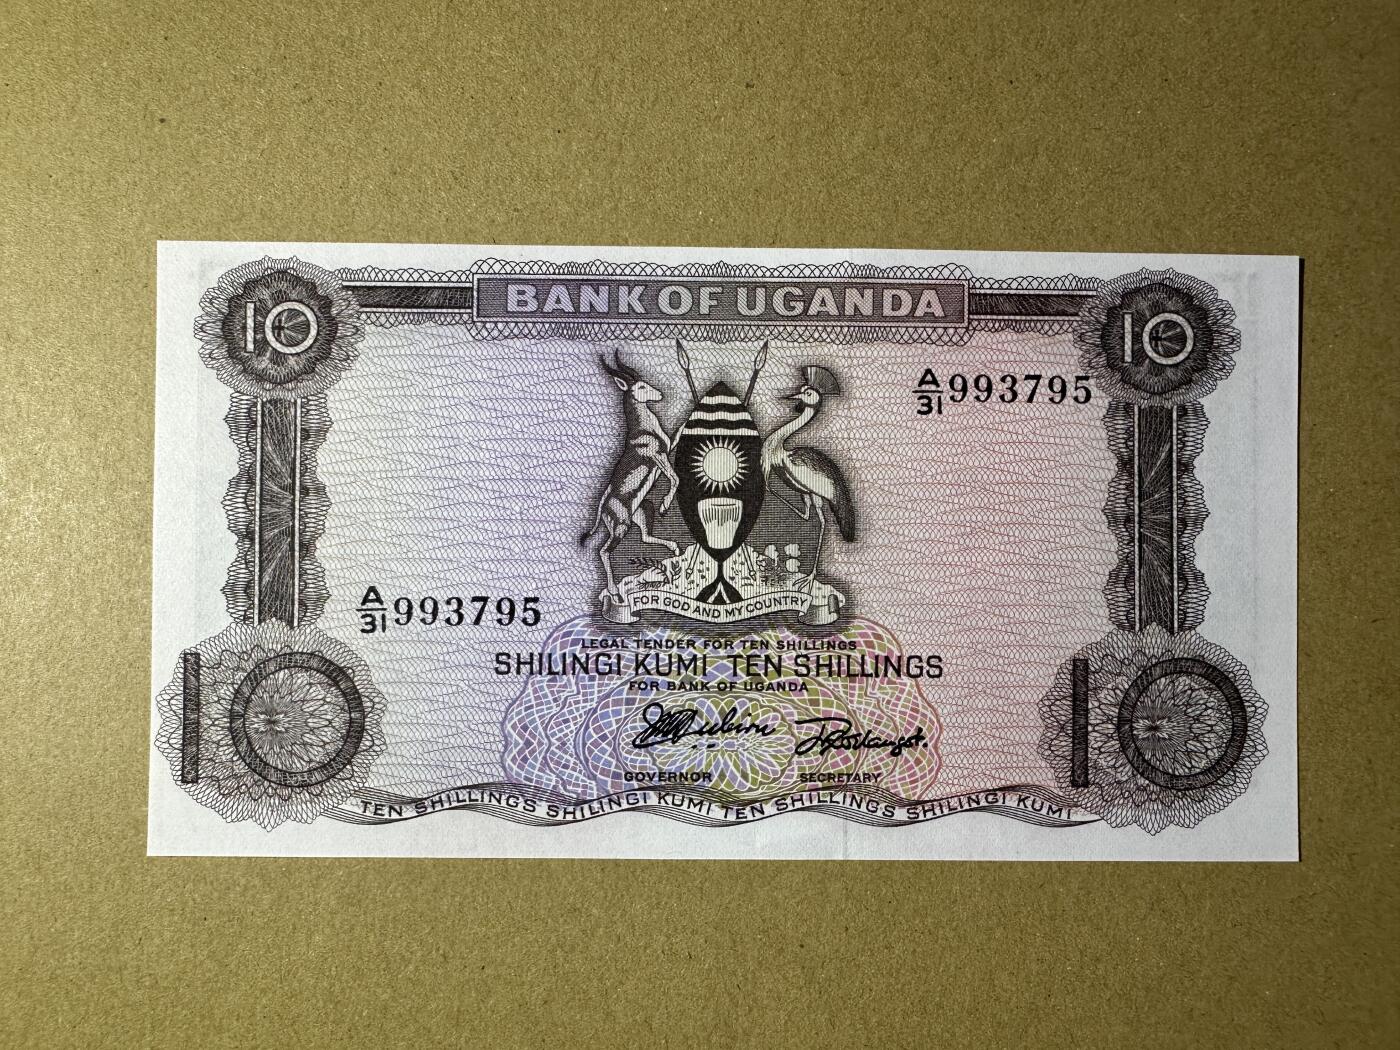 10
BANK OF UGANDA
10
A/31 993795
A/31 993795
FOR GOD AND MY COUNTRY
LEGAL TENDER FOR TEN SHILLINGS
SHILINGI KUMI TEN SHILLINGS
FOR BANK OF UGANDA
GOVERNOR SECRETARY
10
10
TEN SHILLINGS SHILINGI KUMI TEN SHILLINGS SHILINGI KUMI